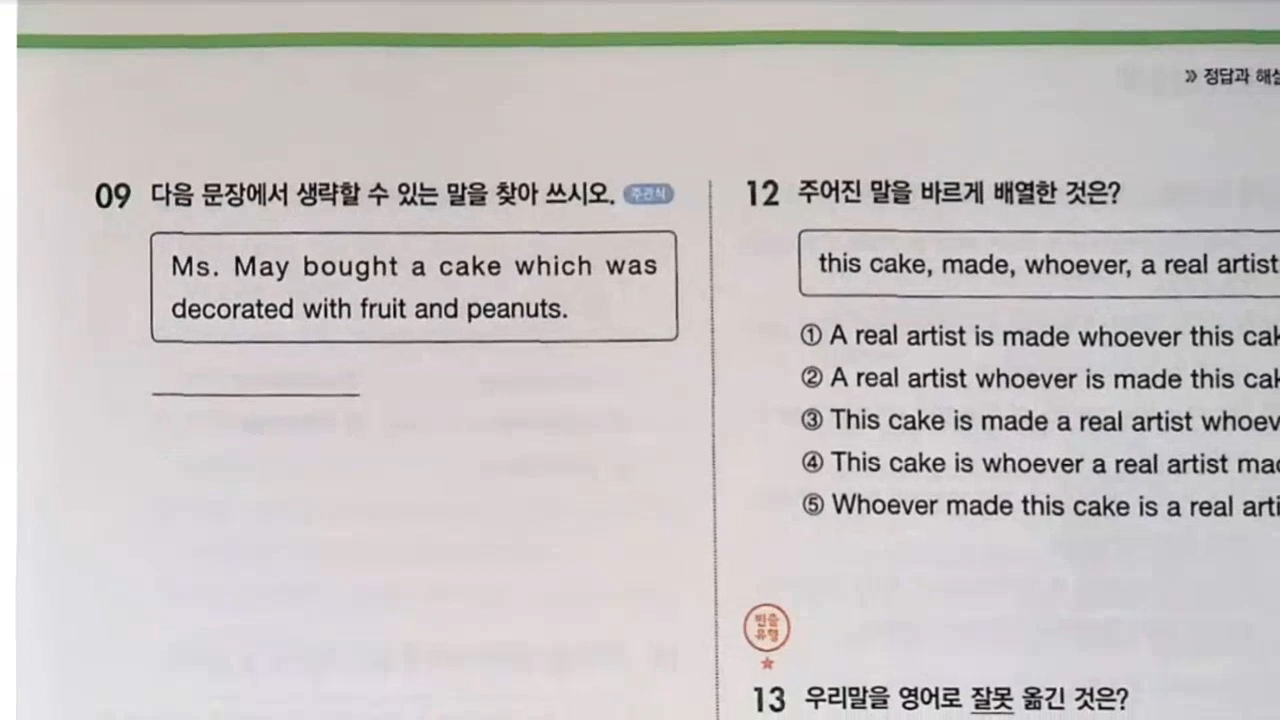 » 정답과 해설
09 다음 문장에서 생략할 수 있는 말을 찾아 쓰시오. 주관식
Ms. May bought a cake which was
decorated with fruit and peanuts.
12 주어진 말을 바르게 배열한 것은?
this cake, made, whoever, a real artist
① A real artist is made whoever this
② A real artist whoever is made this
③ This cake is made a real artist
④ This cake is whoever a real artist
⑤ Whoever made this cake is a real
빈출
유형
13 우리말을 영어로 잘못 옮긴 것은?